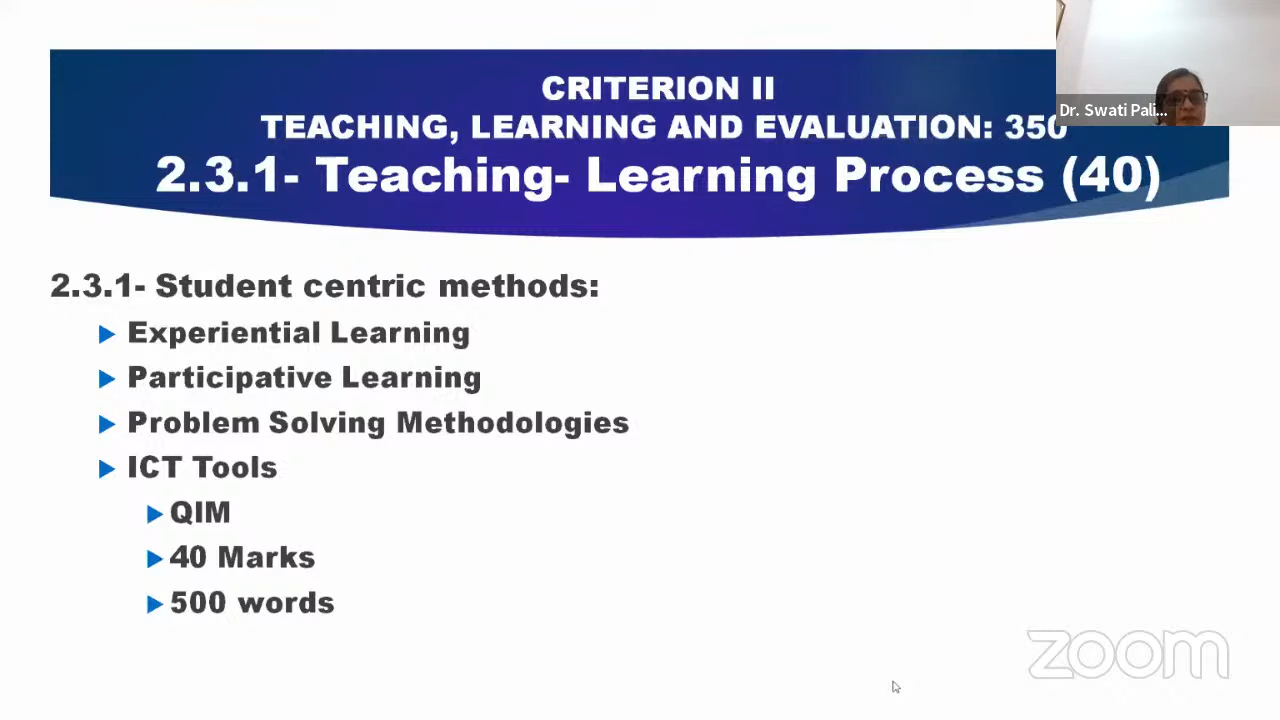 CRITERION II
TEACHING, LEARNING AND EVALUATION: 350
2.3.1- Teaching- Learning Process (40)
Dr. Swati Pali...
2.3.1- Student centric methods:
Experiential Learning
Participative Learning
Problem Solving Methodologies
ICT Tools
QIM
40 Marks
500 words
zoom